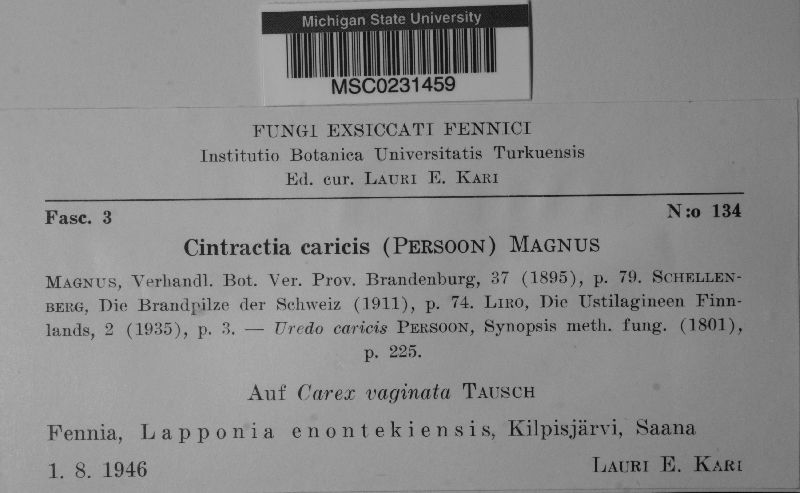 Michigan State University
MSC0231459
FUNGI EXSICCATI FENNICI
Institutio Botanica Universitatis Turkuensis
Ed. cur. LAURI E. KARI
Fasc. 3 N:o 134
Cintractia caricis (PERSOON) MAGNUS
MAGNUS, Verhandl. Bot. Ver. Prov. Brandenburg, 37 (1895), p. 79. SCHELLEN-
BERG, Die Brandpilze der Schweiz (1911), p. 74. LIRO, Die Ustilagineen Finn-
lands, 2 (1935), p. 3. — Uredo caricis PERSOON, Synopsis meth. fung. (1801),
p. 225.
Auf Carex vaginata TAUSCH
Fennia, Lapponia enontekiensis, Kilpisjärvi, Saana
1. 8. 1946 LAURI E. KARI